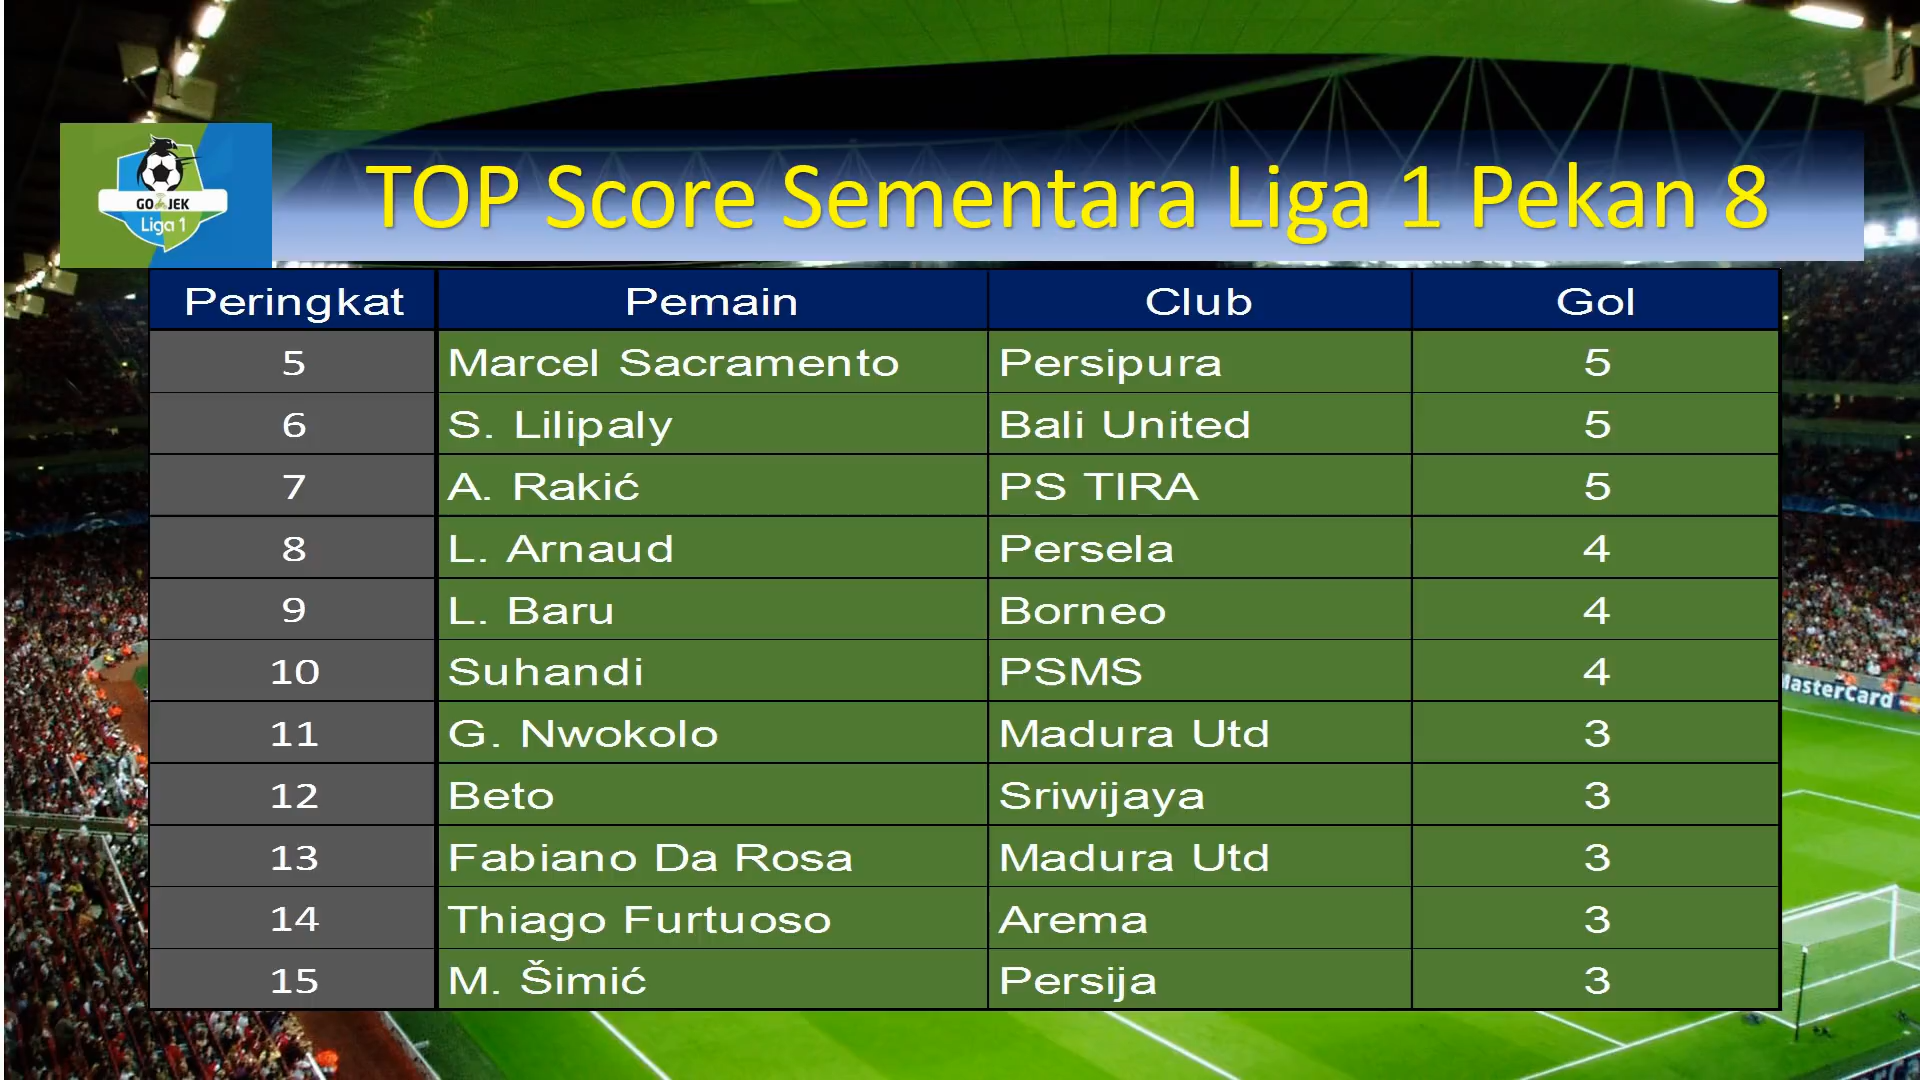 TOP Score Sementara Liga 1 Pekan 8
GO JEK
Liga 1
Peringkat Pemain Club Gol
5 Marcel Sacramento Persipura 5
6 S. Lilipaly Bali United 5
7 A. Rakić PS TIRA 5
8 L. Arnaud Persela 4
9 L. Baru Borneo 4
10 Suhandi PSMS 4
11 G. Nwokolo Madura Utd 3
12 Beto Sriwijaya 3
13 Fabiano Da Rosa Madura Utd 3
14 Thiago Furtuoso Arema 3
15 M. Šimić Persija 3
MasterCard